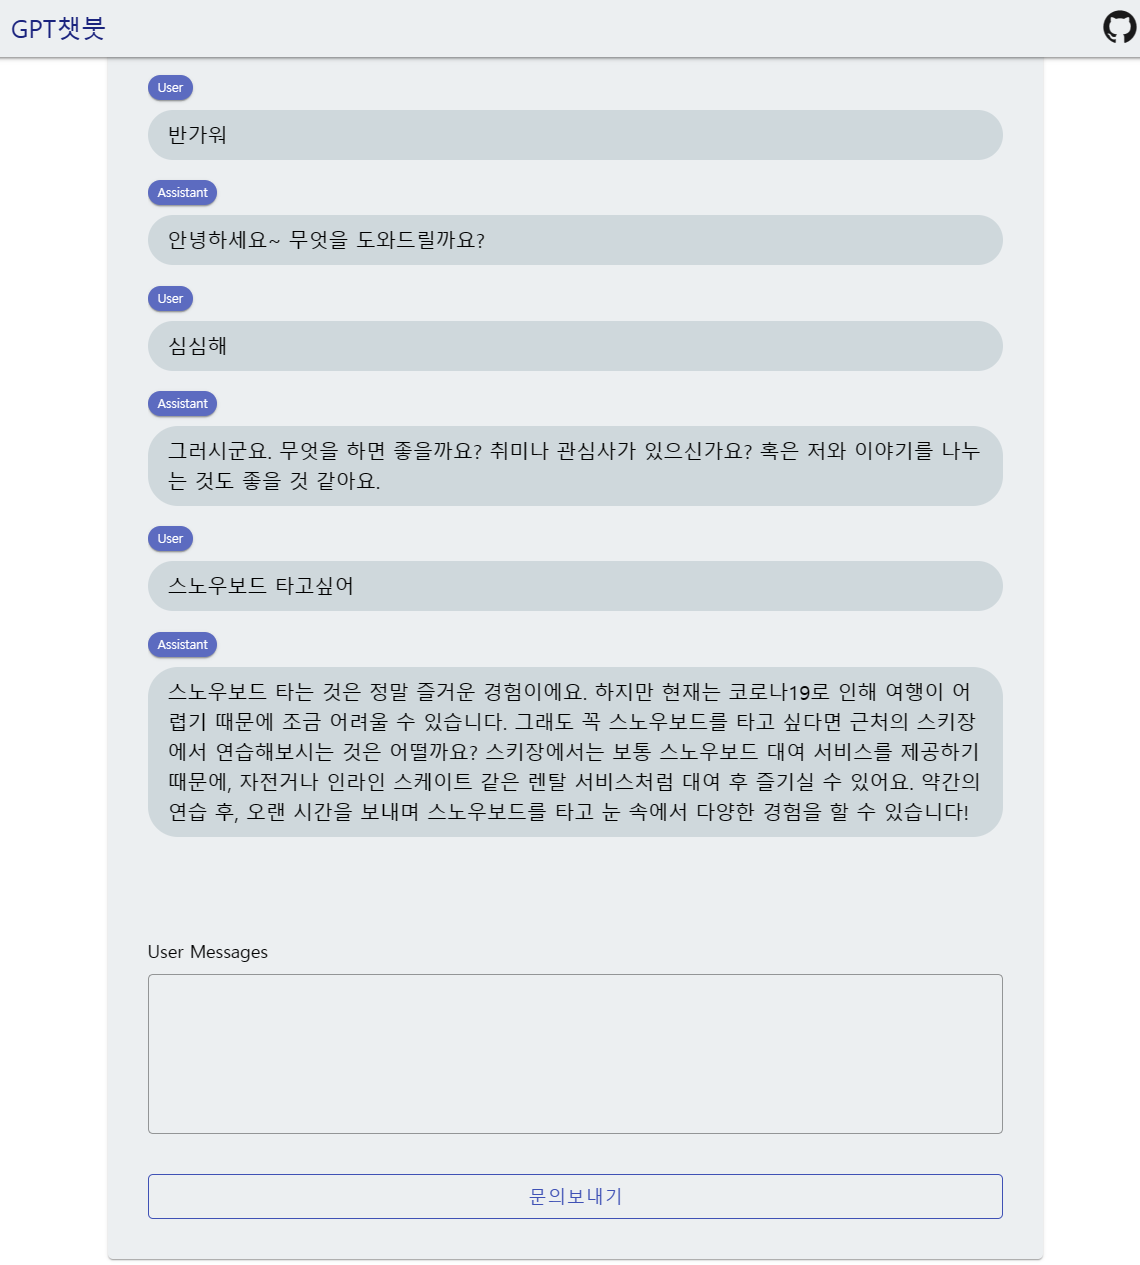 GPT챗봇
User
반가워
Assistant
안녕하세요~ 무엇을 도와드릴까요?
User
심심해
Assistant
그러시군요. 무엇을 하면 좋을까요? 취미나 관심사가 있으신가요? 혹은 저와 이야기를 나누
는 것도 좋을 것 같아요.
User
스노우보드 타고싶어
Assistant
스노우보드 타는 것은 정말 즐거운 경험이에요. 하지만 현재는 코로나19로 인해 여행이 어
렵기 때문에 조금 어려울 수 있습니다. 그래도 꼭 스노우보드를 타고 싶다면 근처의 스키장
에서 연습해보시는 것은 어떨까요? 스키장에서는 보통 스노우보드 대여 서비스를 제공하기
때문에, 자전거나 인라인 스케이트 같은 렌탈 서비스처럼 대여 후 즐기실 수 있어요. 약간의
연습 후, 오랜 시간을 보내며 스노우보드를 타고 눈 속에서 다양한 경험을 할 수 있습니다!
User Messages
문의보내기